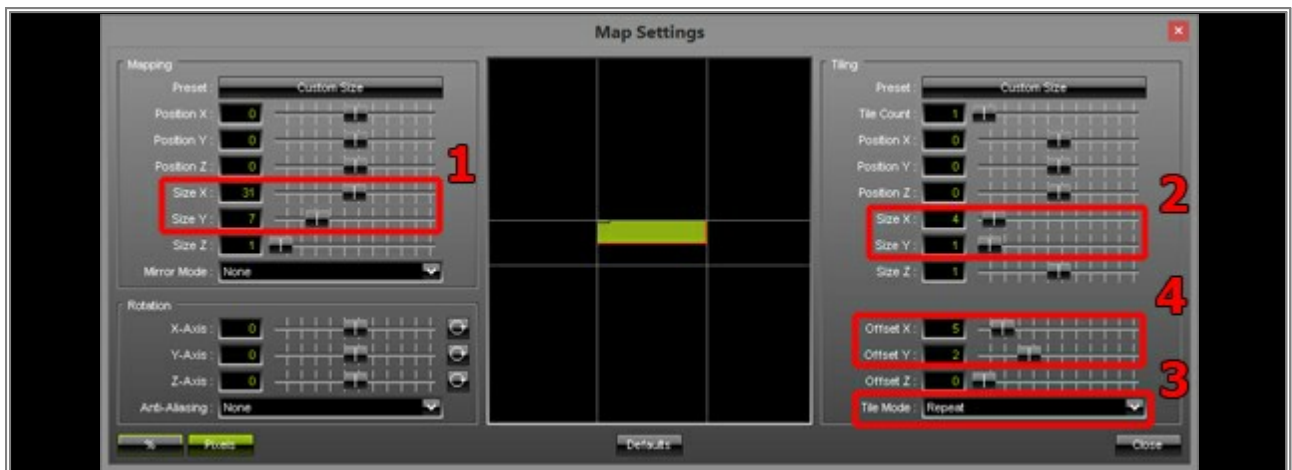 Map Settings
Mapping
Preset : Custom Size
Position X : 0
Position Y : 0
Position Z : 0
1
Size X : 31
Size Y : 7
Size Z : 1
Mirror Mode : None
Rotation
X-Axis : 0
Y-Axis : 0
Z-Axis : 0
Anti-Aliasing : None
% Pixels
Defaults
Tiling
Preset : Custom Size
Tile Count : 1
Position X : 0
Position Y : 0
Position Z : 0
2
Size X : 4
Size Y : 1
Size Z : 1
4
Offset X : 5
Offset Y : 2
Offset Z : 0
3
Tile Mode : Repeat
Close